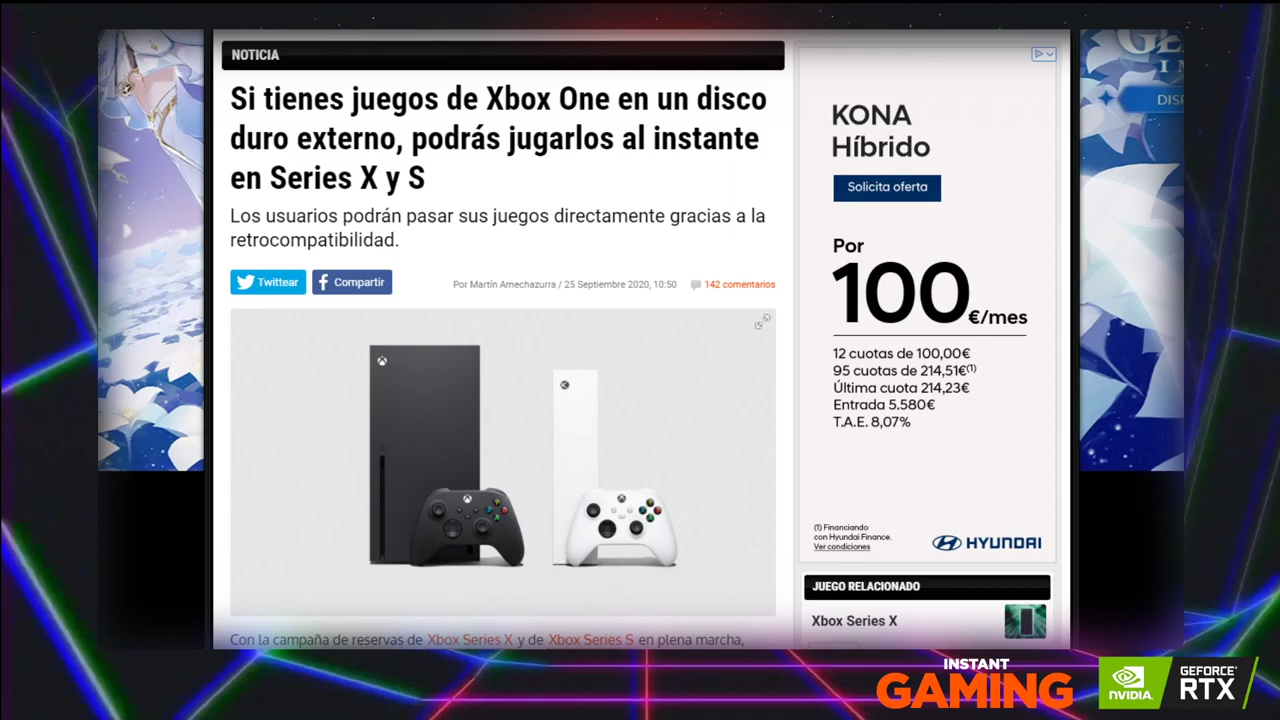 NOTICIA
Si tienes juegos de Xbox One en un disco
duro externo, podrás jugarlos al instante
en Series X y S
Los usuarios podrán pasar sus juegos directamente gracias a la
retrocompatibilidad.
Twittear
Compartir
Por Martín Amechazurra / 25 Septiembre 2020, 10:50
142 comentarios
Con la campaña de reservas de Xbox Series X y de Xbox Series S en plena marcha,
KONA
Híbrido
Solicita oferta
Por
100€/mes
12 cuotas de 100,00€
95 cuotas de 214,51€(1)
Última cuota 214,23€
Entrada 5.580€
T.A.E. 8,07%
(1) Financiando
con Hyundai Finance.
Ver condiciones
HYUNDAI
JUEGO RELACIONADO
Xbox Series X
INSTANT
GAMING
NVIDIA.
GEFORCE
RTX